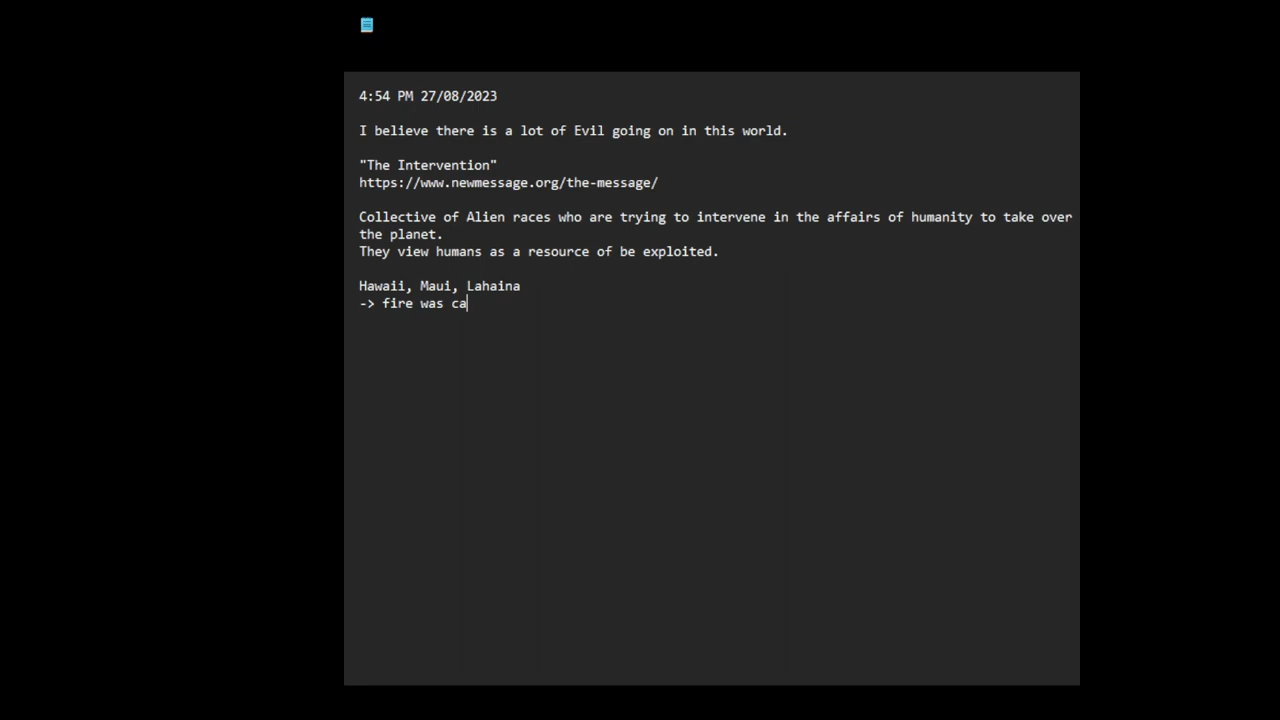 4:54 PM 27/08/2023
I believe there is a lot of Evil going on in this world.
"The Intervention"
https://www.newmessage.org/the-message/
Collective of Alien races who are trying to intervene in the affairs of humanity to take over
the planet.
They view humans as a resource of be exploited.
Hawaii, Maui, Lahaina
-> fire was ca